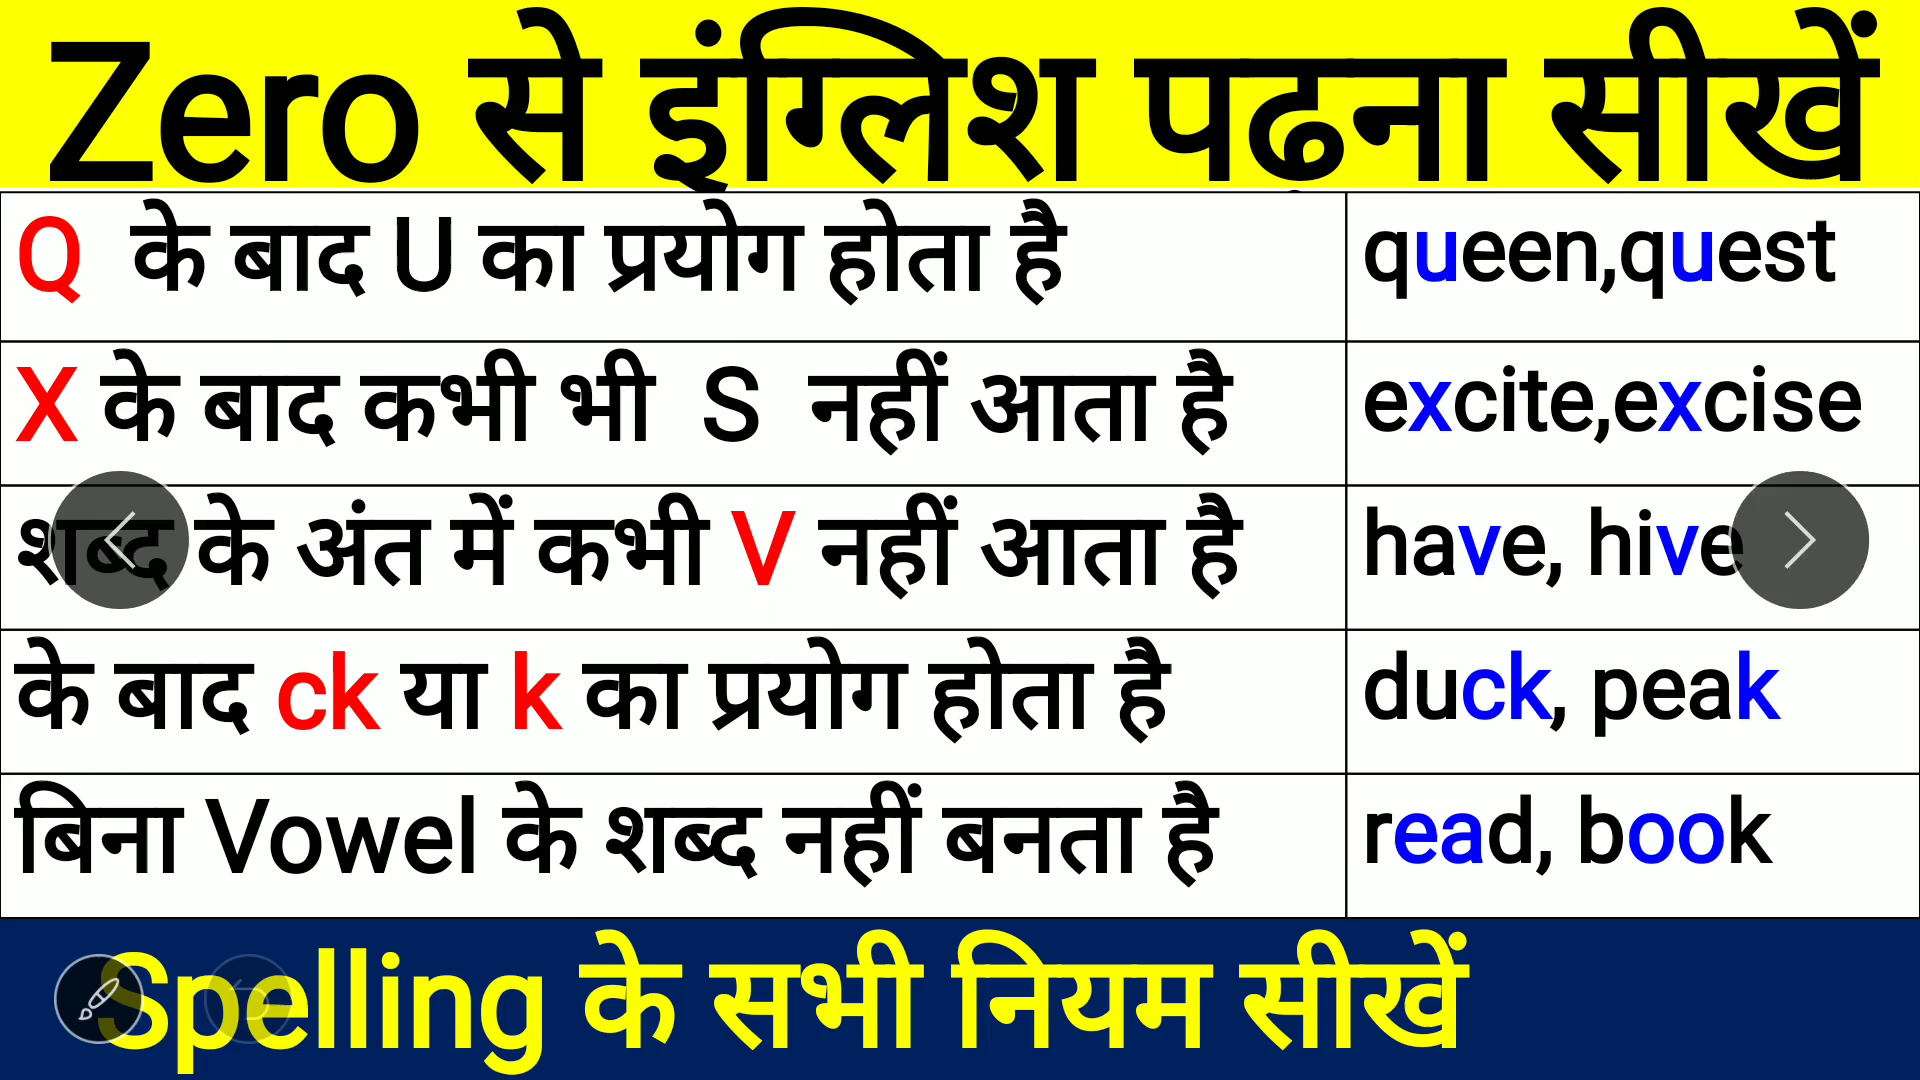 Zero से इंग्लिश पढ़ना सीखें
Q के बाद U का प्रयोग होता है queen,quest
X के बाद कभी भी S नहीं आता है excite,excise
शब्द के अंत में कभी V नहीं आता है have, hive
के बाद ck या k का प्रयोग होता है duck, peak
बिना Vowel के शब्द नहीं बनता है read, book
Spelling के सभी नियम सीखें